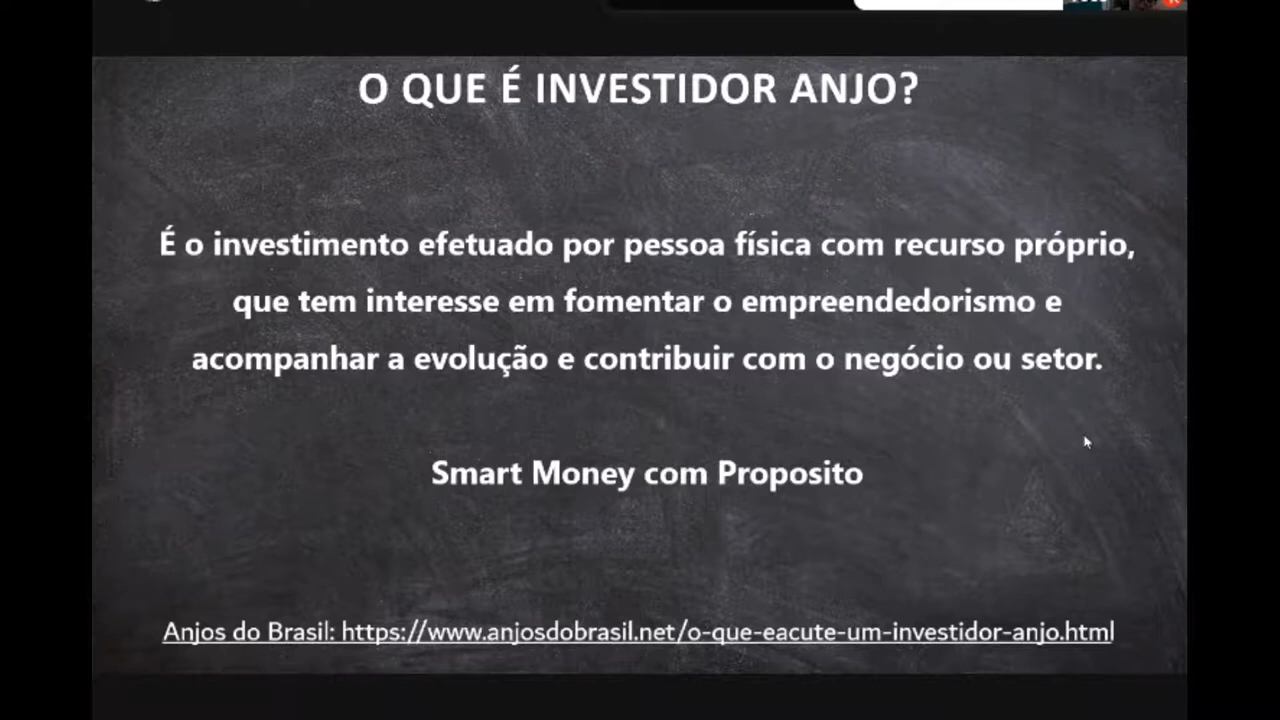 O QUE É INVESTIDOR ANJO?
É o investimento efetuado por pessoa física com recurso próprio,
que tem interesse em fomentar o empreendedorismo e
acompanhar a evolução e contribuir com o negócio ou setor.
Smart Money com Proposito
Anjos do Brasil: https://www.anjosdobrasil.net/o-que-eacute-um-investidor-anjo.html